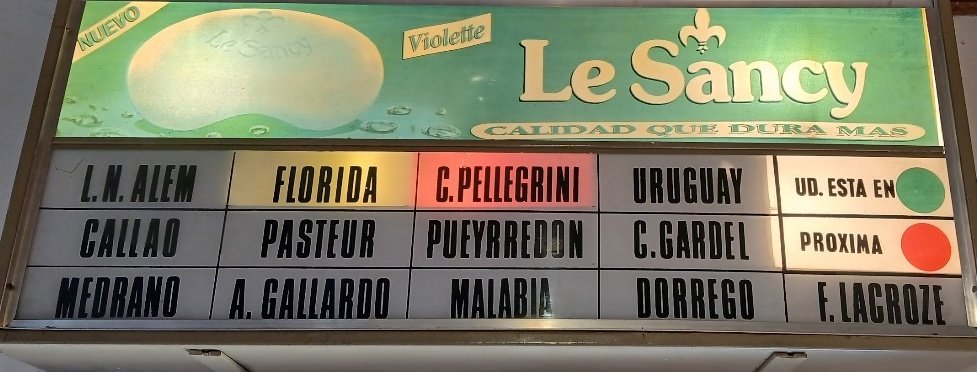 NUEVO
Le Sancy
Violette
Le Sancy
CALIDAD QUE DURA MAS
L.N. ALEM FLORIDA C.PELLEGRINI URUGUAY UD. ESTA EN
CALLAO PASTEUR PUEYRREDON C.GARDEL PROXIMA
MEDRANO A. GALLARDO MALABIA DORREGO F. LACROZE